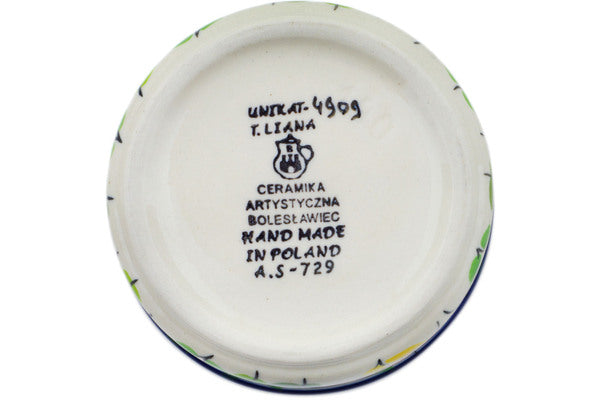 UNIKAT-4909
T.LIANA
B
CERAMIKA
ARTYSTYCZNA
BOLESŁAWIEC
HAND MADE
IN POLAND
A.S-729